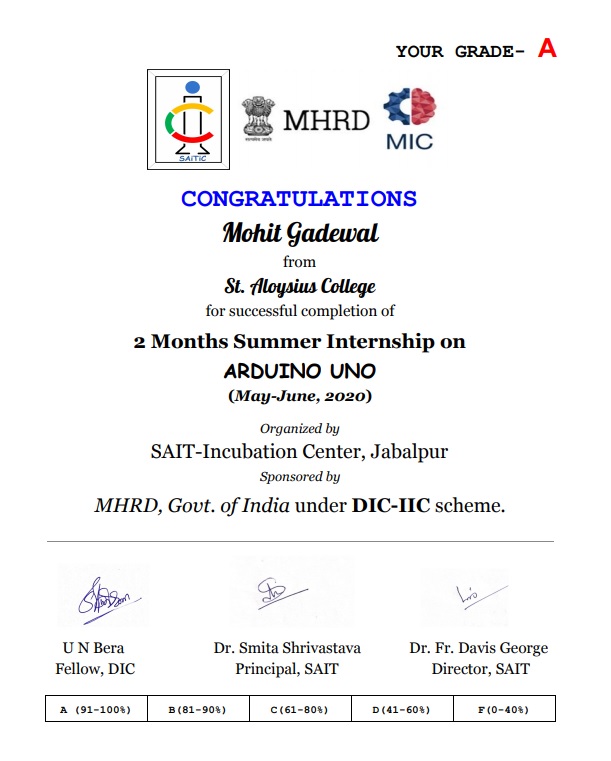 YOUR GRADE- A
SAITIC
MHRD
MIC
CONGRATULATIONS
Mohit Gadewal
from
St. Aloysius College
for successful completion of
2 Months Summer Internship on
ARDUINO UNO
(May-June, 2020)
Organized by
SAIT-Incubation Center, Jabalpur
Sponsored by
MHRD, Govt. of India under DIC-IIC scheme.
U N Bera
Fellow, DIC
Dr. Smita Shrivastava
Principal, SAIT
Dr. Fr. Davis George
Director, SAIT
A (91-100%) B(81-90%) C(61-80%) D(41-60%) F(0-40%)